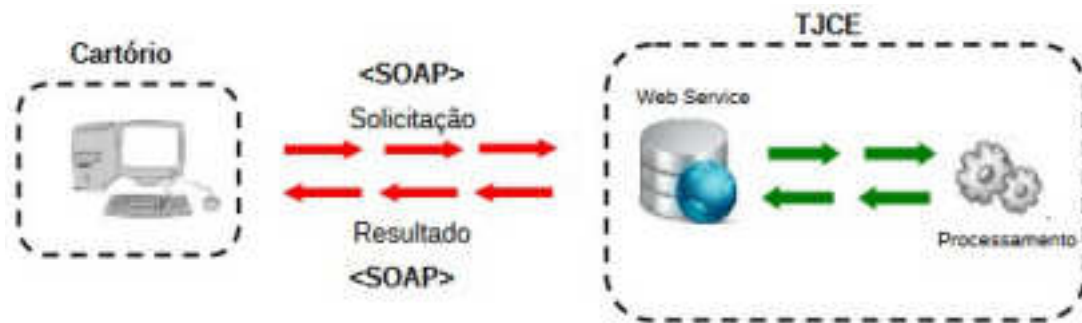 Cartório
<SOAP>
Solicitação
Resultado
<SOAP>
TJCE
Web Service
Processamento